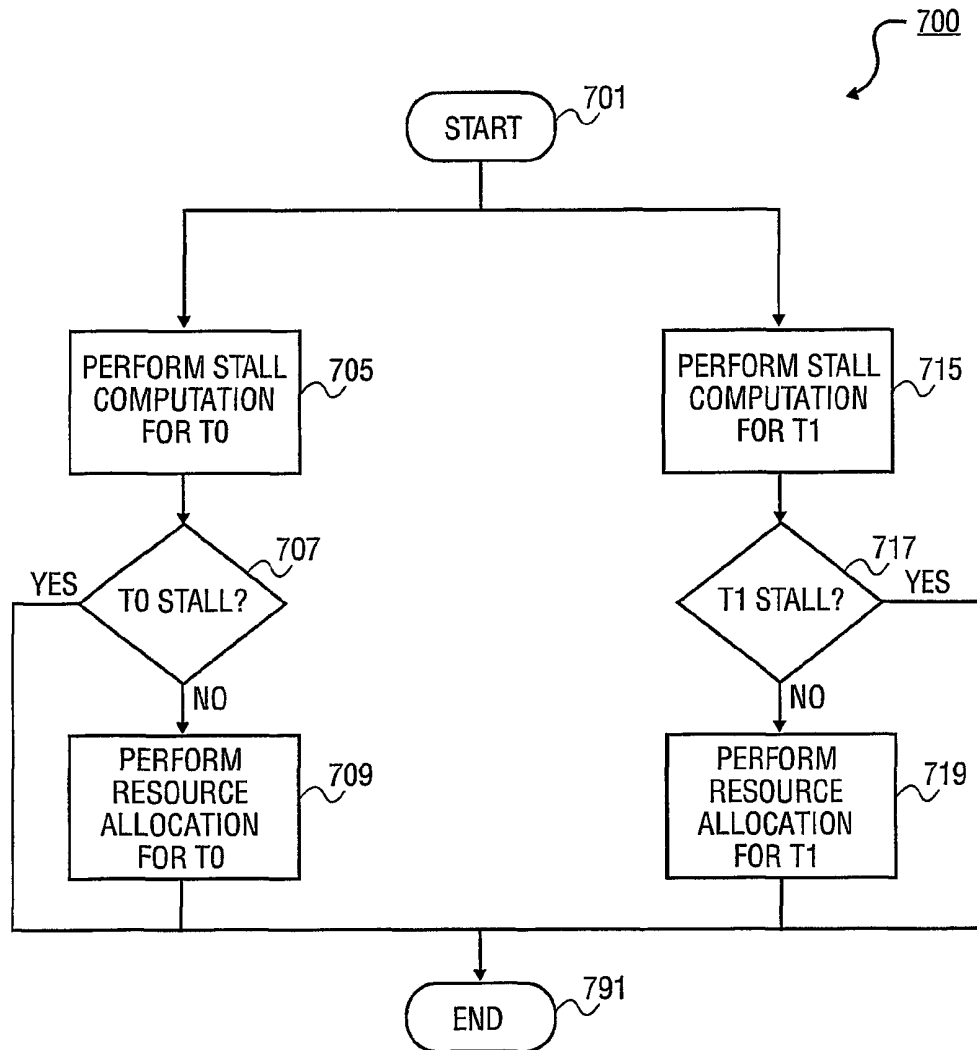 700
START
701
PERFORM STALL
COMPUTATION
FOR T0
705
PERFORM STALL
COMPUTATION
FOR T1
715
YES
T0 STALL?
707
NO
T1 STALL?
717
YES
NO
PERFORM
RESOURCE
ALLOCATION
FOR T0
709
PERFORM
RESOURCE
ALLOCATION
FOR T1
719
END
791